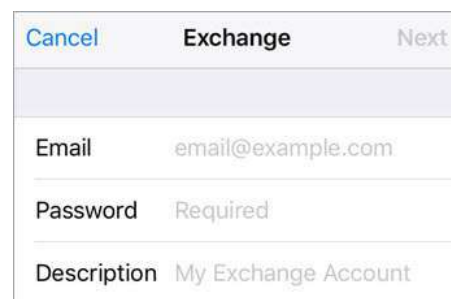 Cancel Exchange Next
Email email@example.com
Password Required
Description My Exchange Account